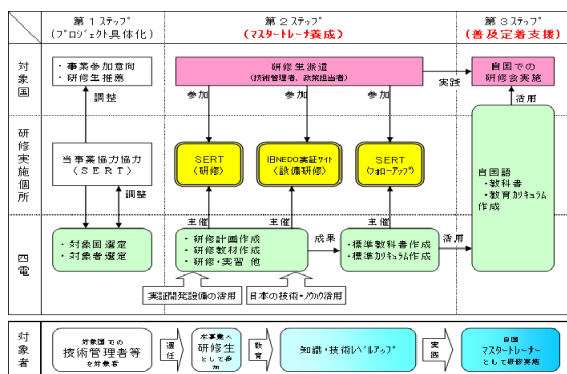 第１ステップ
(プロジェクト具体化)
第２ステップ
(マスタートレーナ養成)
第３ステップ
(普及定着支援)
対象国
・事業参加意向
・研修生推薦
研修生派遣
(技術管理者、政策担当者)
自国での
研修会実施
実践
調整
参加
参加
参加
活用
研修実施個所
当事業協力協力
(ＳＥＲＴ)
SERT
(研修)
旧NEDO実証サイト
(設備研修)
SERT
(フォローアップ)
自国語
・教科書
・教育カリキュラム
作成
調整
主催
主催
主催
四電
・対象国選定
・対象者選定
・研修計画作成
・研修教材作成
・研修・実習 他
成果
・標準教科書作成
・標準カリキュラム作成
活用
実証開発設備の活用
日本の技術・ノウハウ活用
対象者
対象国での
技術管理者等
を対象者
選任
本事業へ
研修生
として参加
教育
知識・技術レベルアップ
実践
自国
マスタートレーナー
として研修実施